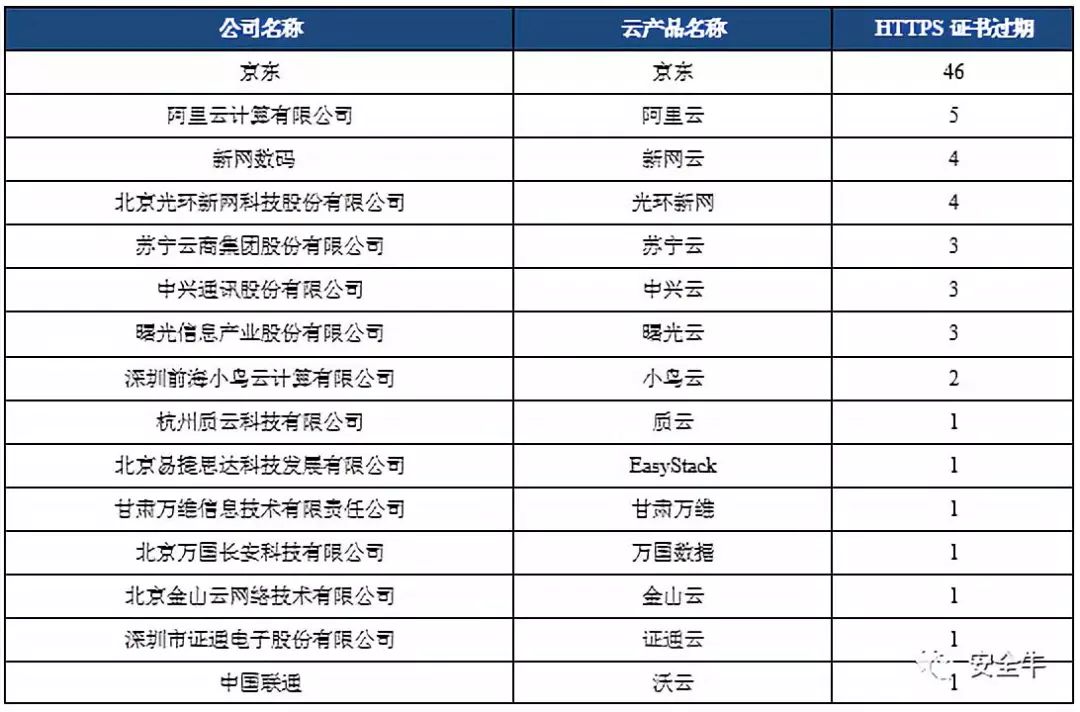 公司名称 云产品名称 HTTPS 证书过期
京东 京东 46
阿里云计算有限公司 阿里云 5
新网数码 新网云 4
北京光环新网科技股份有限公司 光环新网 4
苏宁云商集团股份有限公司 苏宁云 3
中兴通讯股份有限公司 中兴云 3
曙光信息产业股份有限公司 曙光云 3
深圳前海小鸟云计算有限公司 小鸟云 2
杭州质云科技有限公司 质云 1
北京易捷思达科技发展有限公司 EasyStack 1
甘肃万维信息技术有限责任公司 甘肃万维 1
北京万国长安科技有限公司 万国数据 1
北京金山云网络技术有限公司 金山云 1
深圳市证通电子股份有限公司 证通云 1
中国联通 沃云 1
安全牛